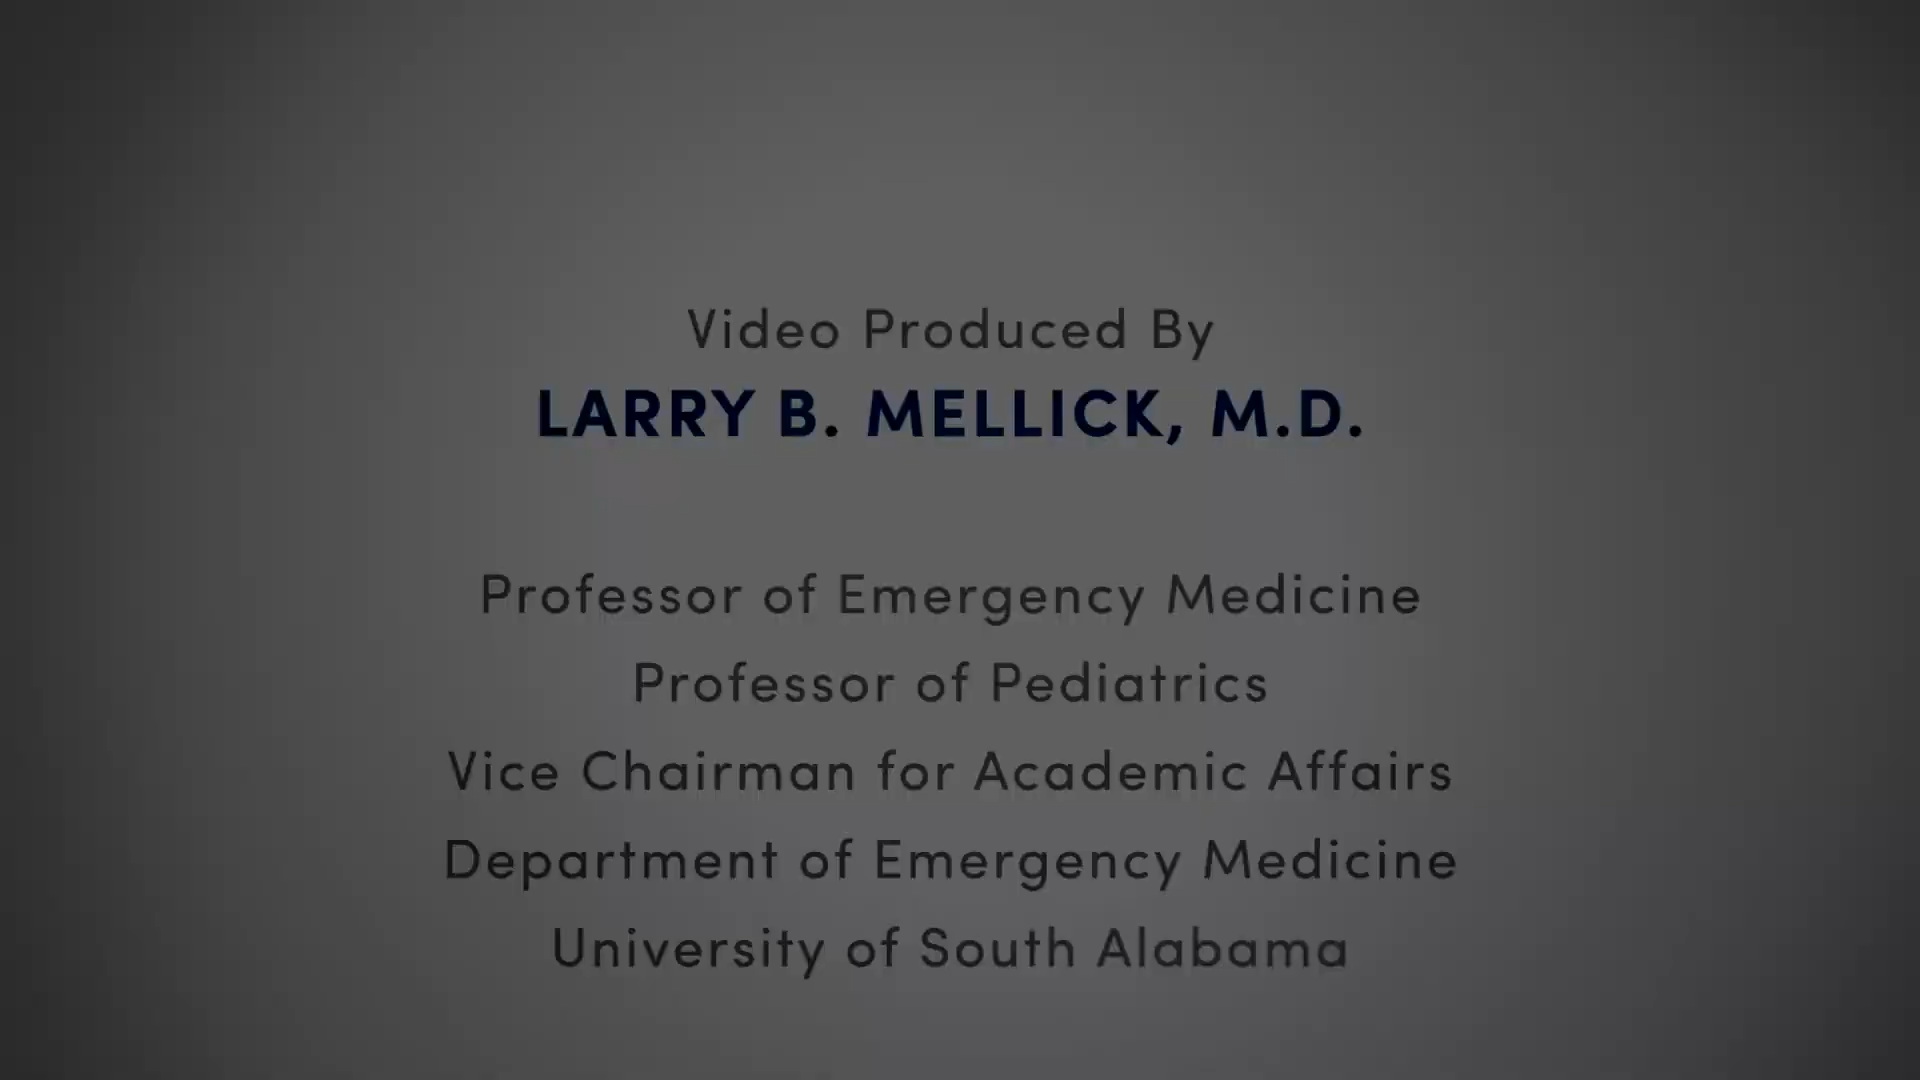 Video Produced By
LARRY B. MELLICK, M.D.
Professor of Emergency Medicine
Professor of Pediatrics
Vice Chairman for Academic Affairs
Department of Emergency Medicine
University of South Alabama